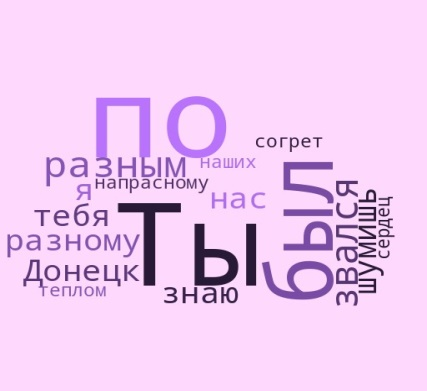 по
согрет
разным
наших
я
напрасному
нас
тебя
Ты
был
звался
шумишь
сердец
разному
Донецк
теплом
знаю